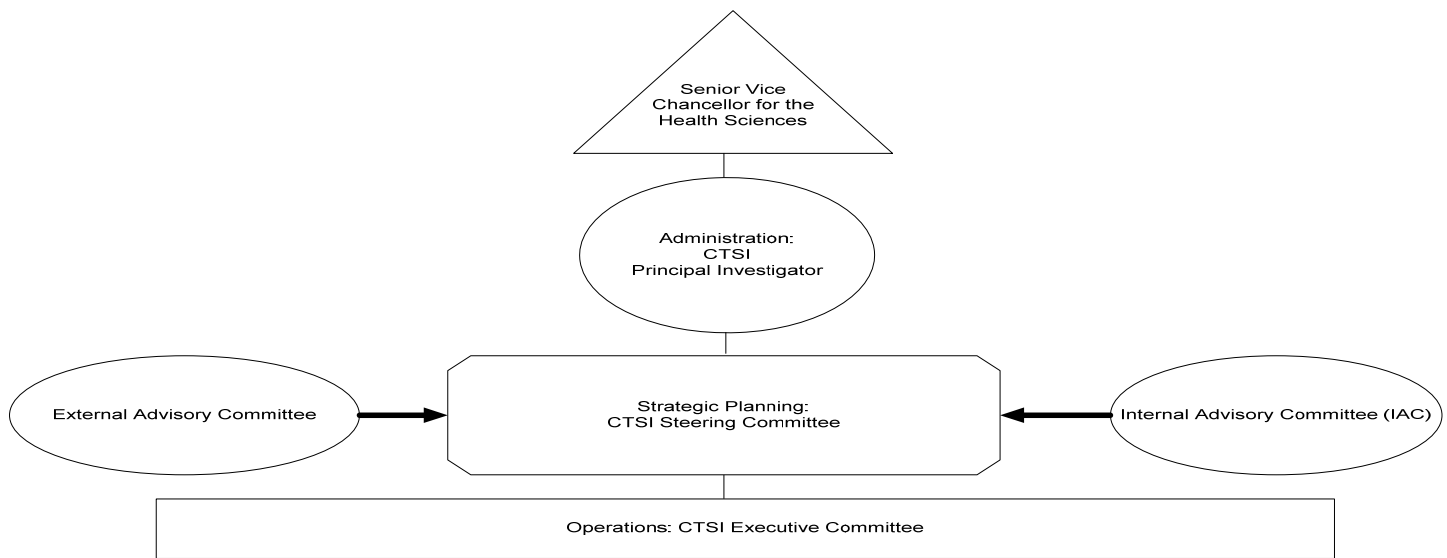 Senior Vice
Chancellor for the
Health Sciences
Administration:
CTSI
Principal Investigator
External Advisory Committee
Strategic Planning:
CTSI Steering Committee
Internal Advisory Committee (IAC)
Operations: CTSI Executive Committee